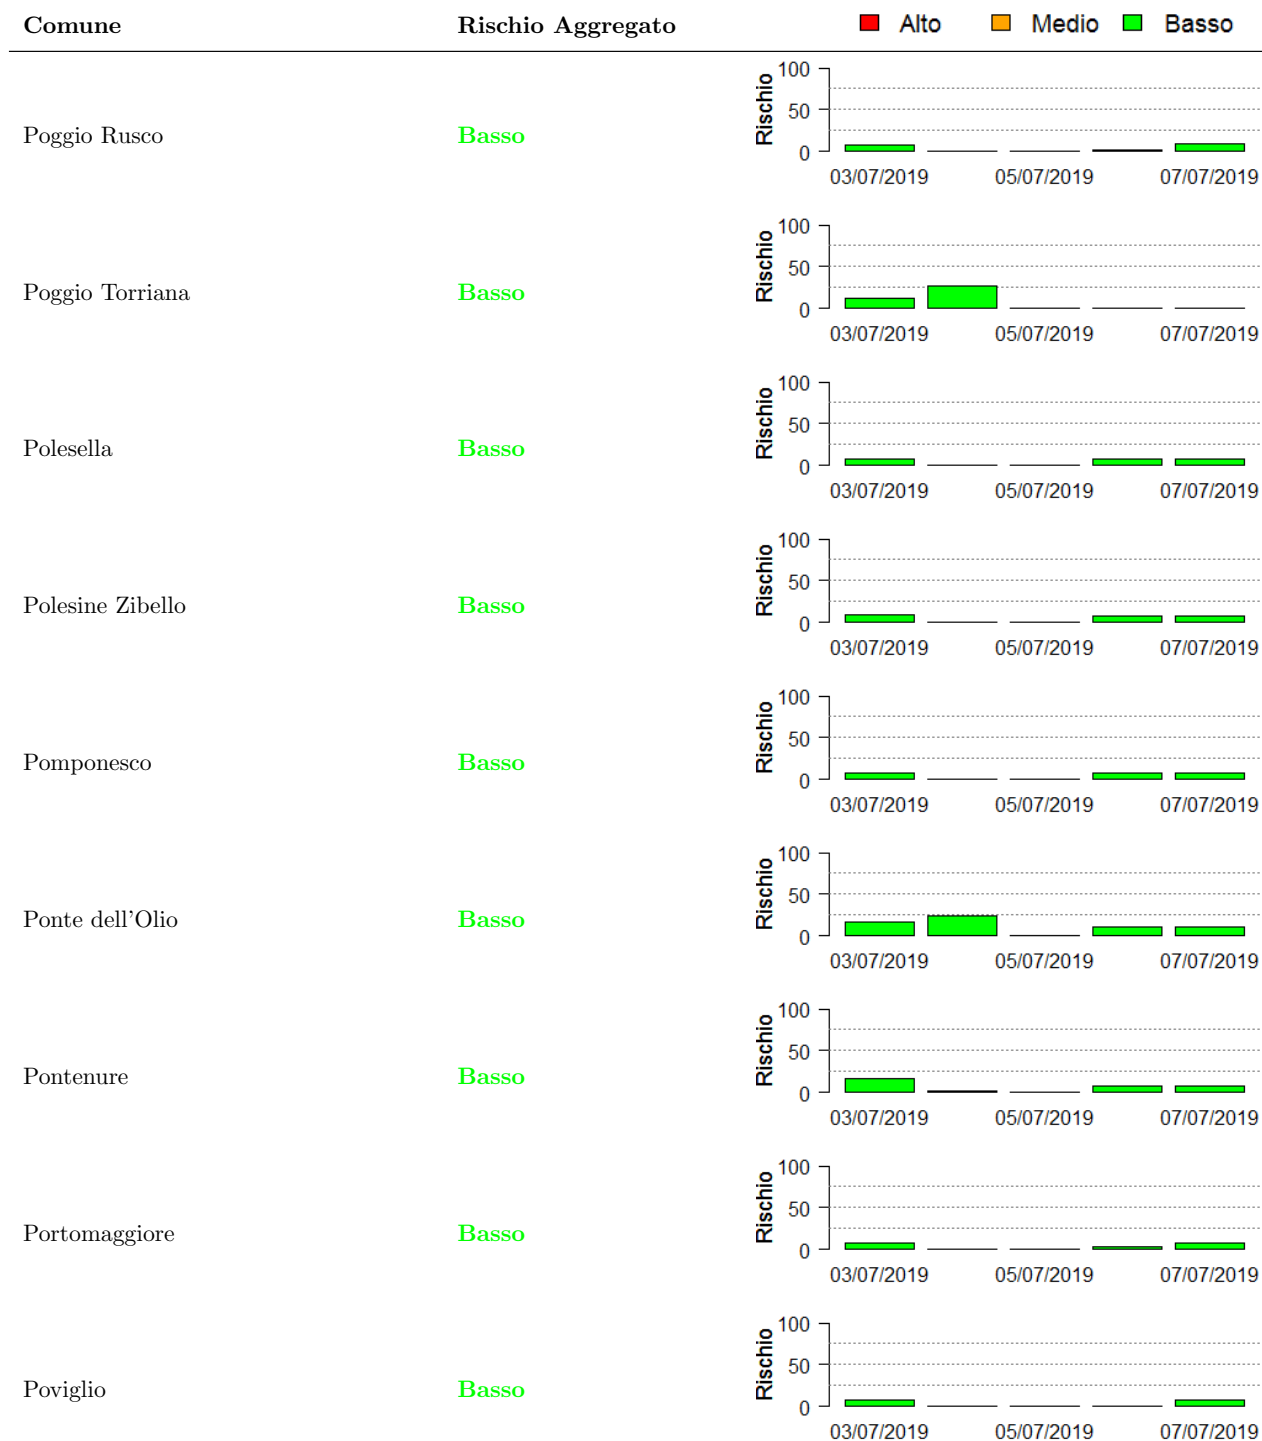 Comune Rischio Aggregato Alto Medio Basso
Poggio Rusco Basso Rischio 100 50 0
03/07/2019 05/07/2019 07/07/2019
Poggio Torriana Basso Rischio 100 50 0
03/07/2019 05/07/2019 07/07/2019
Polesella Basso Rischio 100 50 0
03/07/2019 05/07/2019 07/07/2019
Polesine Zibello Basso Rischio 100 50 0
03/07/2019 05/07/2019 07/07/2019
Pomponesco Basso Rischio 100 50 0
03/07/2019 05/07/2019 07/07/2019
Ponte dell'Olio Basso Rischio 100 50 0
03/07/2019 05/07/2019 07/07/2019
Pontenure Basso Rischio 100 50 0
03/07/2019 05/07/2019 07/07/2019
Portomaggiore Basso Rischio 100 50 0
03/07/2019 05/07/2019 07/07/2019
Poviglio Basso Rischio 100 50 0
03/07/2019 05/07/2019 07/07/2019